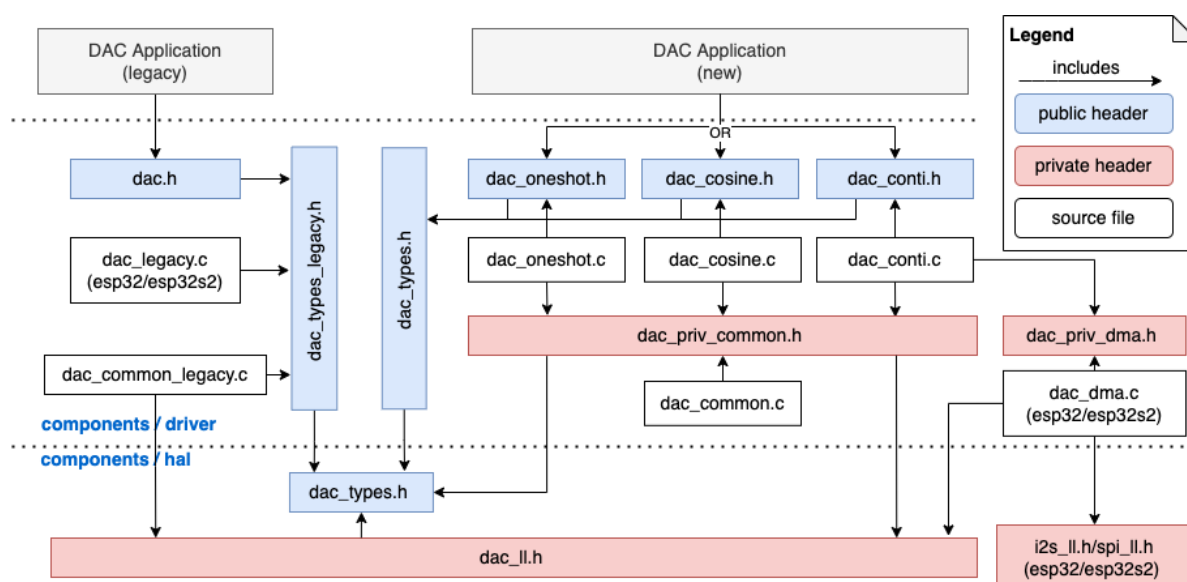 DAC Application
(legacy)
DAC Application
(new)
Legend
includes
public header
private header
source file
OR
dac.h
dac_types_legacy.h
dac_types.h
dac_oneshot.h
dac_cosine.h
dac_conti.h
dac_legacy.c
(esp32/esp32s2)
dac_oneshot.c
dac_cosine.c
dac_conti.c
dac_priv_common.h
dac_priv_dma.h
dac_common_legacy.c
dac_common.c
dac_dma.c
(esp32/esp32s2)
components / driver
components / hal
dac_types.h
dac_ll.h
i2s_ll.h/spi_ll.h
(esp32/esp32s2)